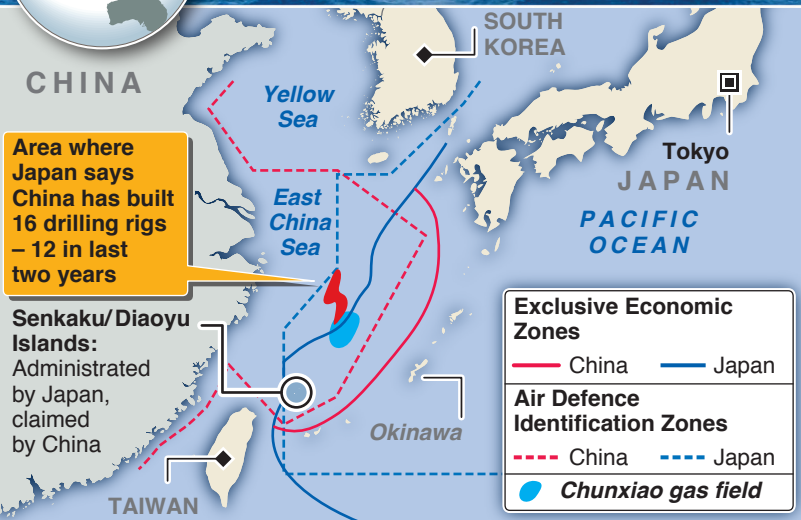 SOUTH
KOREA
CHINA
Yellow
Sea
Tokyo
JAPAN
Area where
Japan says
China has built
16 drilling rigs
– 12 in last
two years
East
China
Sea
PACIFIC
OCEAN
Senkaku/Diaoyu
Islands:
Administrated
by Japan,
claimed
by China
Okinawa
TAIWAN
Exclusive Economic
Zones
China Japan
Air Defence
Identification Zones
China Japan
Chunxiao gas field